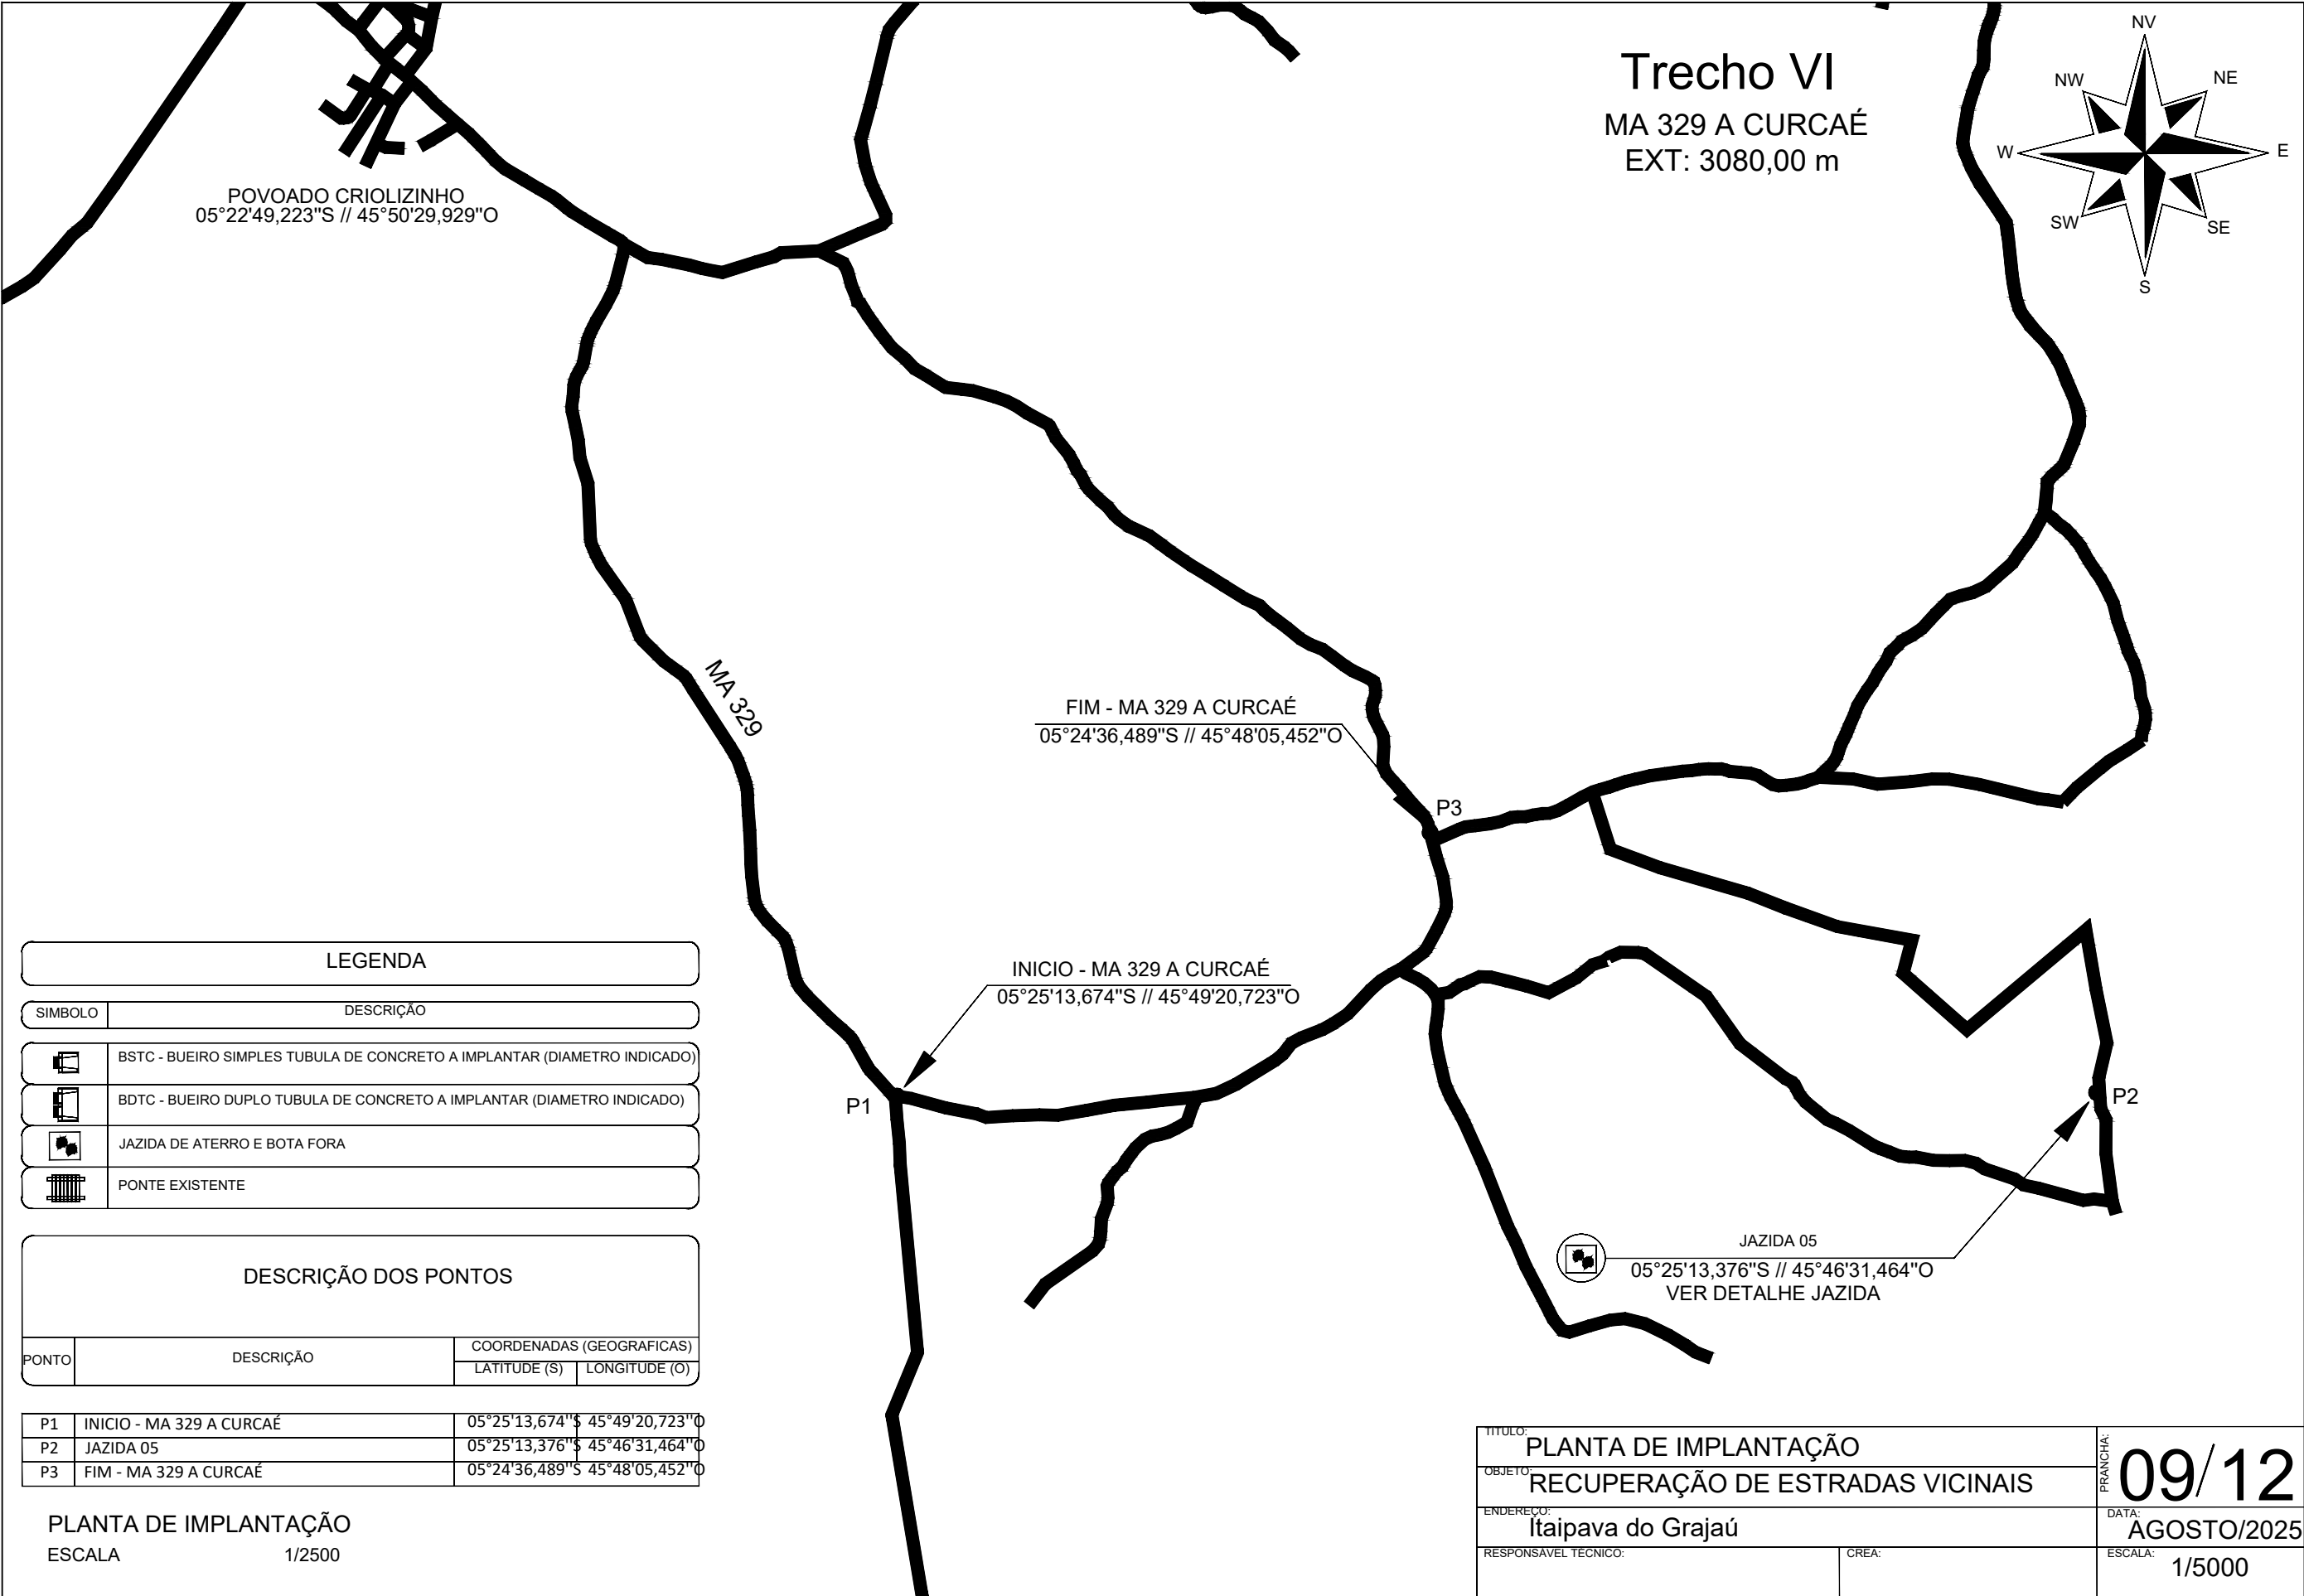 Trecho VI
MA 329 A CURCAÉ
EXT: 3080,00 m
NV
NW
NE
W
E
SW
SE
S
POVOADO CRIOLIZINHO
05°22'49,223"S // 45°50'29,929"O
MA 329
FIM - MA 329 A CURCAÉ
05°24'36,489"S // 45°48'05,452"O
P3
INICIO - MA 329 A CURCAÉ
05°25'13,674"S // 45°49'20,723"O
P1
P2
JAZIDA 05
05°25'13,376"S // 45°46'31,464"O
VER DETALHE JAZIDA
LEGENDA
SIMBOLO DESCRIÇÃO
BSTC - BUEIRO SIMPLES TUBULA DE CONCRETO A IMPLANTAR (DIAMETRO INDICADO)
BDTC - BUEIRO DUPLO TUBULA DE CONCRETO A IMPLANTAR (DIAMETRO INDICADO)
JAZIDA DE ATERRO E BOTA FORA
PONTE EXISTENTE
DESCRIÇÃO DOS PONTOS
PONTO DESCRIÇÃO COORDENADAS (GEOGRAFICAS)
LATITUDE (S) LONGITUDE (O)
P1 INICIO - MA 329 A CURCAÉ 05°25'13,674''S 45°49'20,723''O
P2 JAZIDA 05 05°25'13,376''S 45°46'31,464''O
P3 FIM - MA 329 A CURCAÉ 05°24'36,489''S 45°48'05,452''O
PLANTA DE IMPLANTAÇÃO
ESCALA 1/2500
TITULO: PLANTA DE IMPLANTAÇÃO
OBJETO: RECUPERAÇÃO DE ESTRADAS VICINAIS
ENDEREÇO: Itaipava do Grajaú
RESPONSÁVEL TÉCNICO: CREA:
PRANCHA: 09/12
DATA: AGOSTO/2025
ESCALA: 1/5000